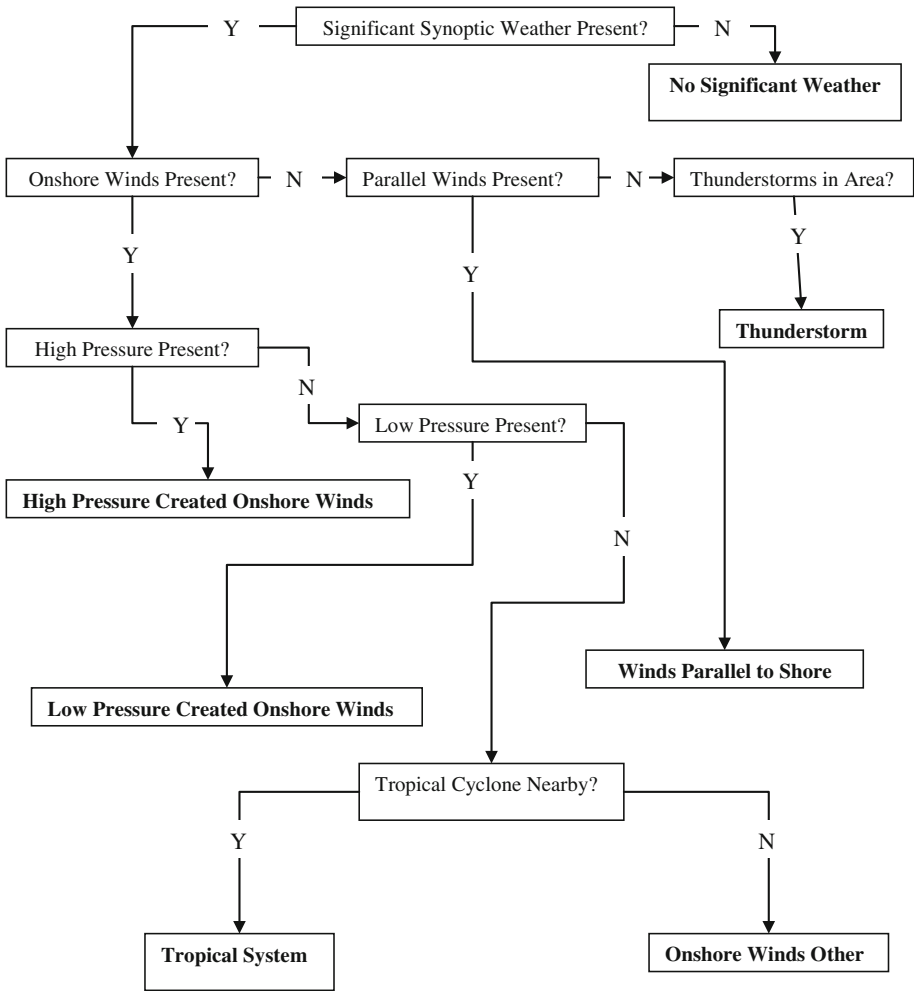 Y
Significant Synoptic Weather Present?
N
No Significant Weather
Onshore Winds Present?
N
Parallel Winds Present?
N
Thunderstorms in Area?
Y
Y
Y
Thunderstorm
High Pressure Present?
N
Y
Low Pressure Present?
High Pressure Created Onshore Winds
Y
N
Winds Parallel to Shore
Low Pressure Created Onshore Winds
Tropical Cyclone Nearby?
Y
N
Tropical System
Onshore Winds Other